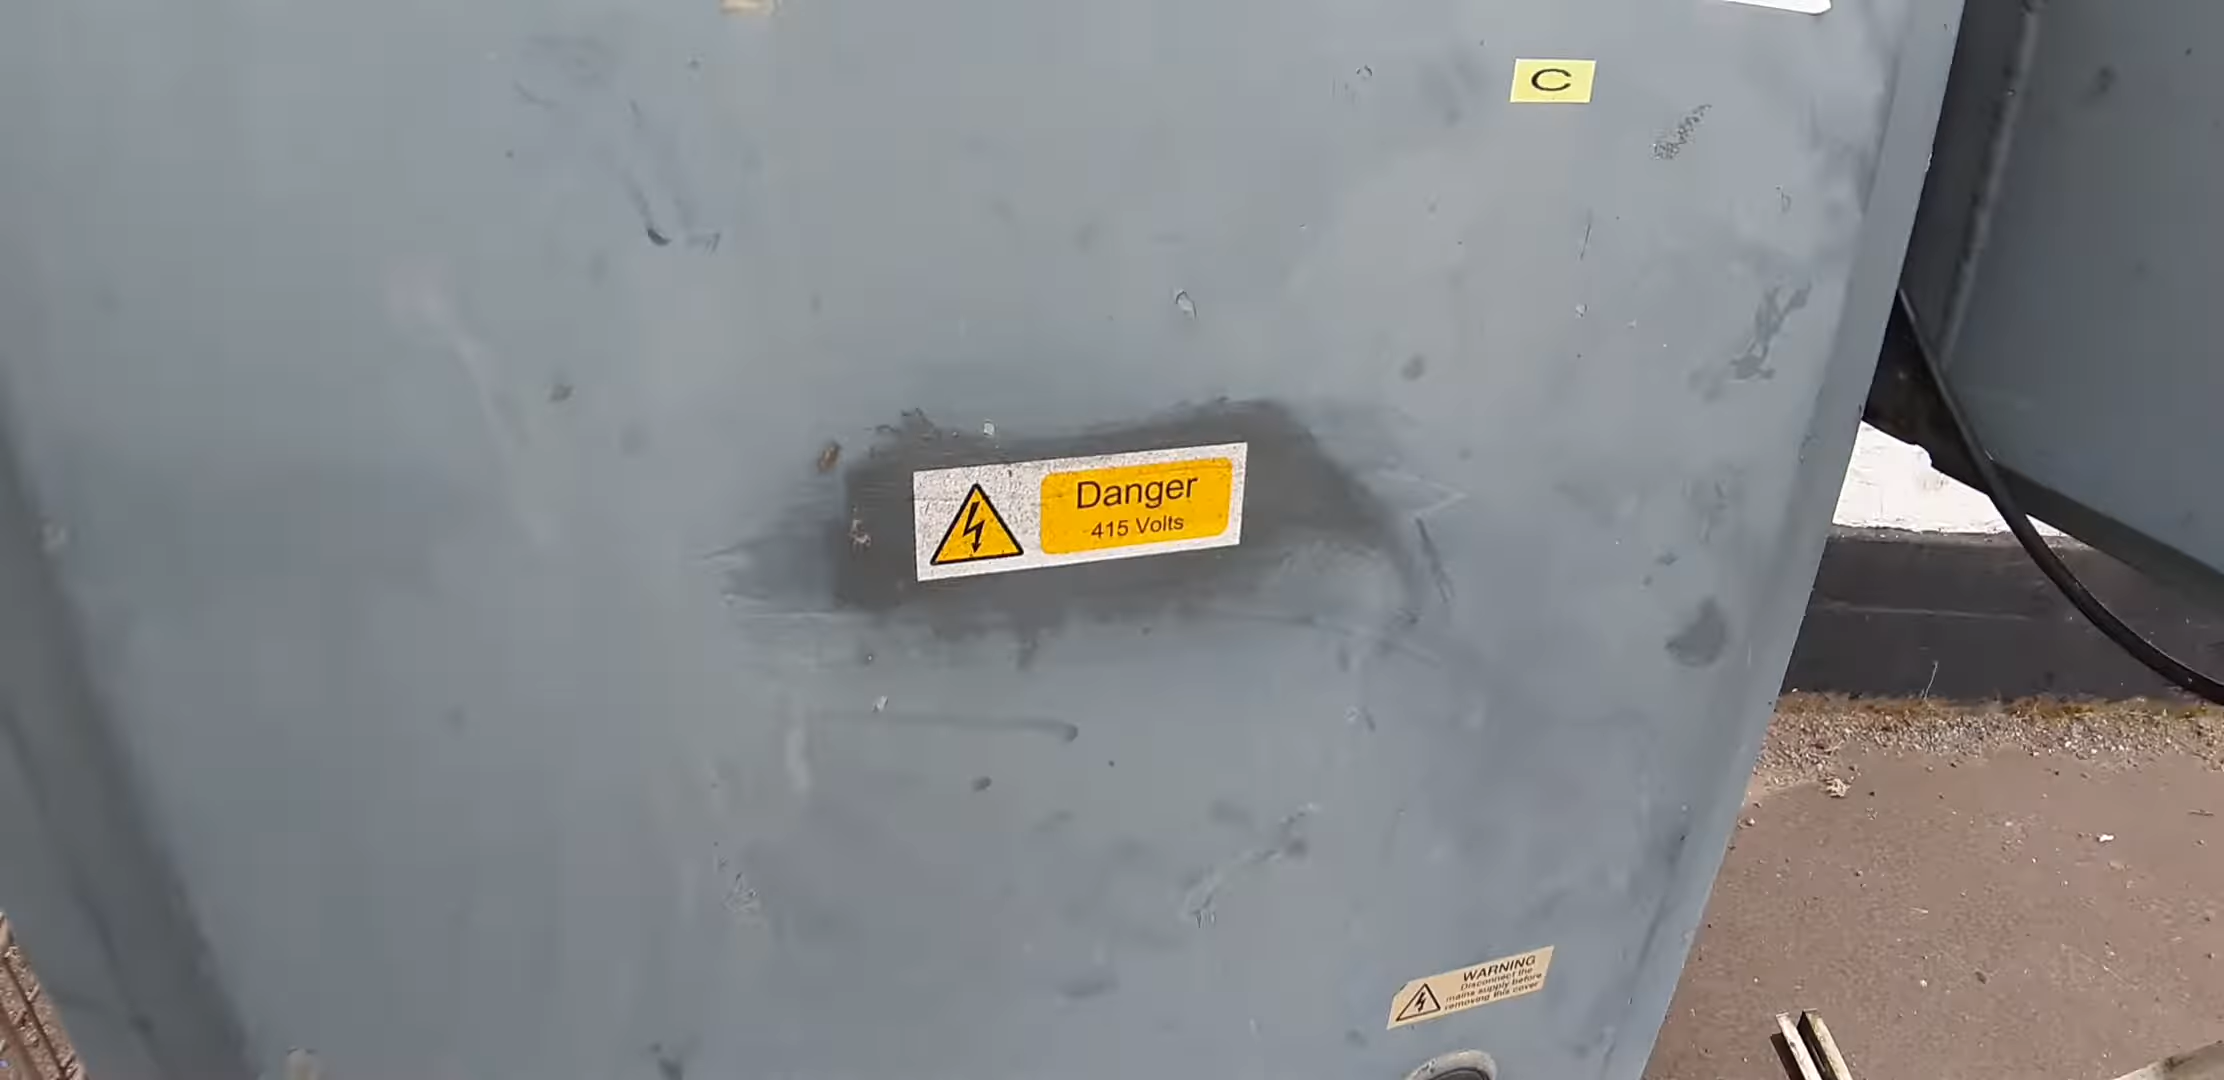 C
Danger
415 Volts
WARNING
Disconnect the
mains supply before
removing this cover